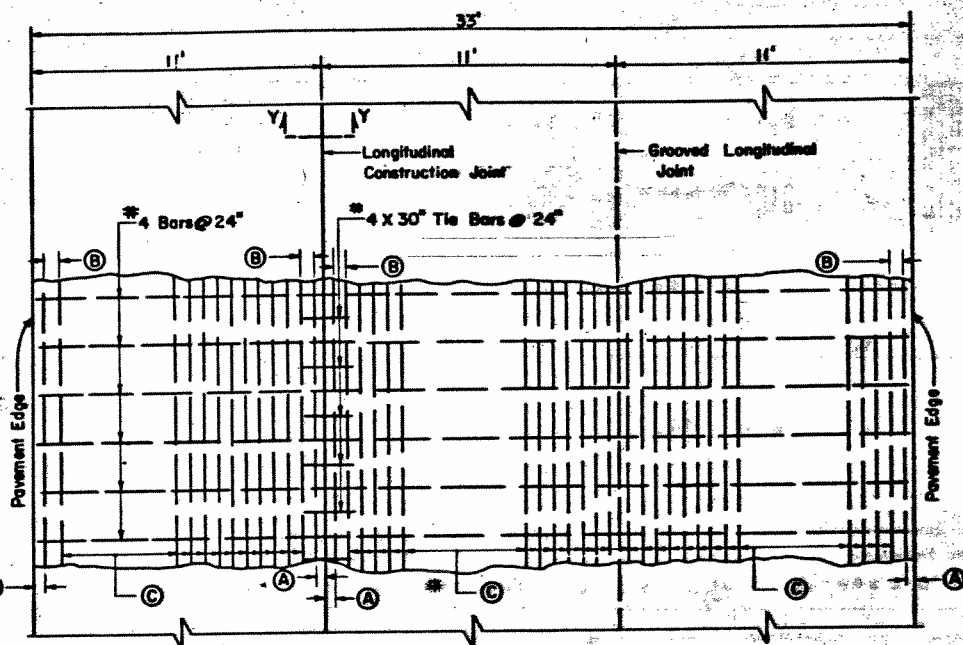 33'
11'
11'
11'
Y
Y
Longitudinal
Construction Joint
Grooved Longitudinal
Joint
#4 Bars @ 24"
#4 X 30" Tie Bars @ 24"
B
B
B
B
Pavement Edge
Pavement Edge
C
A
A
*
C
C
A